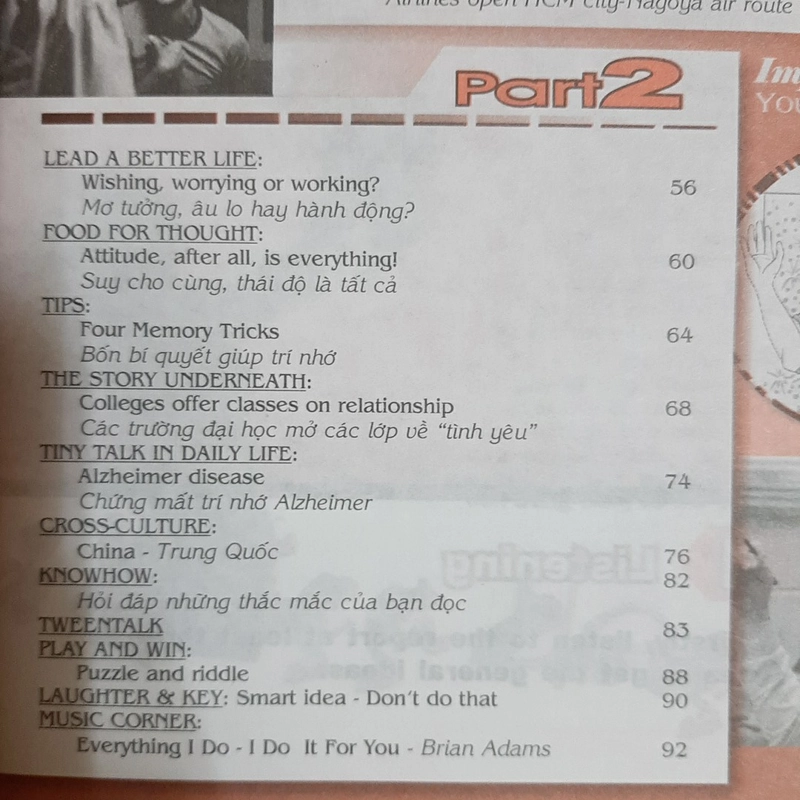 Airlines open HCM City-Nagoya air route
Part2
LEAD A BETTER LIFE:
Wishing, worrying or working? 56
Mơ tưởng, âu lo hay hành động?
FOOD FOR THOUGHT:
Attitude, after all, is everything! 60
Suy cho cùng, thái độ là tất cả
TIPS:
Four Memory Tricks 64
Bốn bí quyết giúp trí nhớ
THE STORY UNDERNEATH:
Colleges offer classes on relationship 68
Các trường đại học mở các lớp về “tình yêu”
TINY TALK IN DAILY LIFE:
Alzheimer disease 74
Chứng mất trí nhớ Alzheimer
CROSS-CULTURE:
China - Trung Quốc 76
KNOWHOW: 82
Hỏi đáp những thắc mắc của bạn đọc
TWEENTALK 83
PLAY AND WIN:
Puzzle and riddle 88
LAUGHTER & KEY: Smart idea - Don't do that 90
MUSIC CORNER:
Everything I Do - I Do It For You - Brian Adams 92
Listening